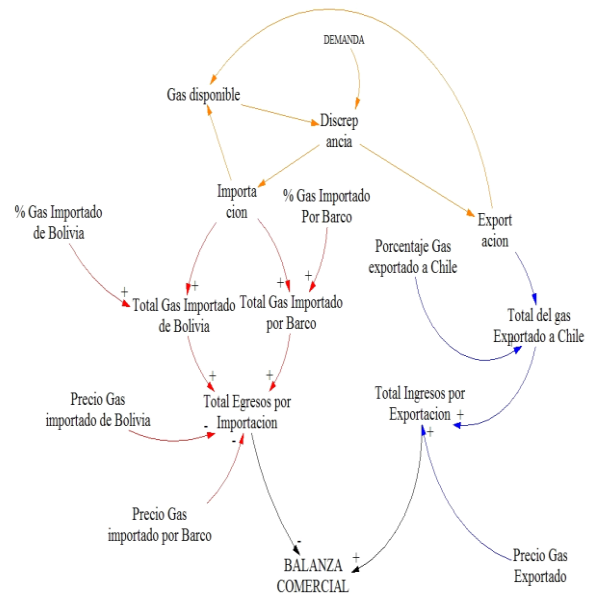 DEMANDA
Gas disponible
Discrep
ancia
Importa
cion
% Gas Importado
Por Barco
% Gas Importado
de Bolivia
Export
acion
Porcentaje Gas
exportado a Chile
+
+
+
+
Total Gas Importado
de Bolivia
Total Gas Importado
por Barco
Total del gas
Exportado a Chile
+
+
Total Egresos por
Importacion
Total Ingresos por
Exportacion
+
+
Precio Gas
importado de Bolivia
-
-
Precio Gas
importado por Barco
-
+
BALANZA
COMERCIAL
Precio Gas
Exportado